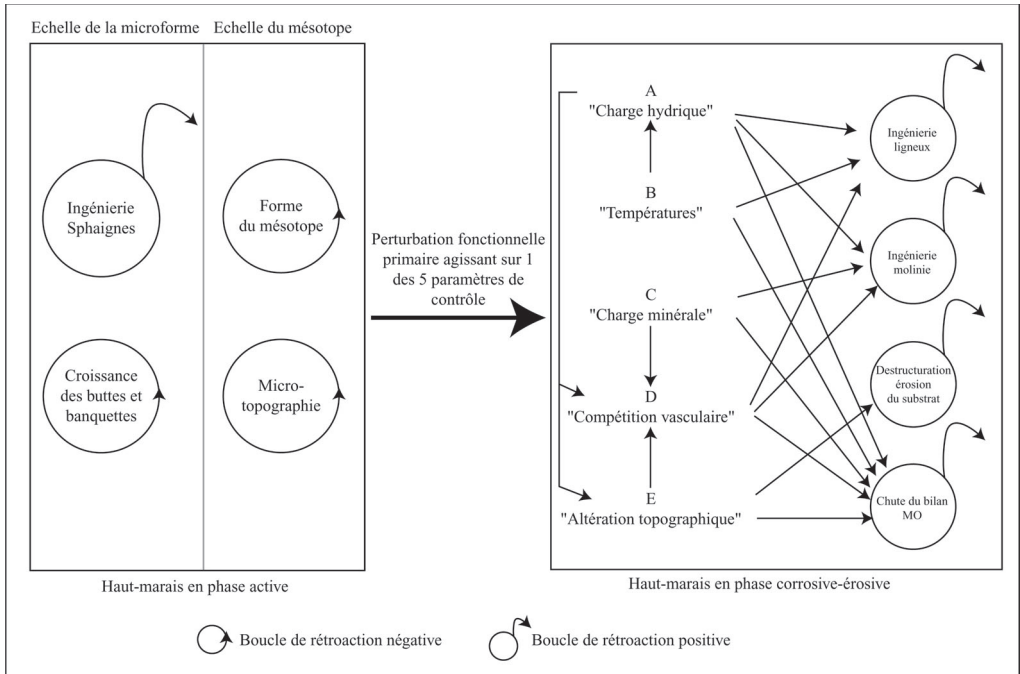 Echelle de la microforme
Echelle du mésotope
Ingénierie
Sphaignes
Forme
du mésotope
Croissance
des buttes et
banquettes
Micro-
topographie
Haut-marais en phase active
Perturbation fonctionnelle
primaire agissant sur 1
des 5 paramètres de
contrôle
A
"Charge hydrique"
B
"Températures"
C
"Charge minérale"
D
"Compétition vasculaire"
E
"Altération topographique"
Ingénierie
ligneux
Ingénierie
molinie
Destructuration
érosion
du substrat
Chute du bilan
MO
Haut-marais en phase corrosive-érosive
Boucle de rétroaction négative
Boucle de rétroaction positive